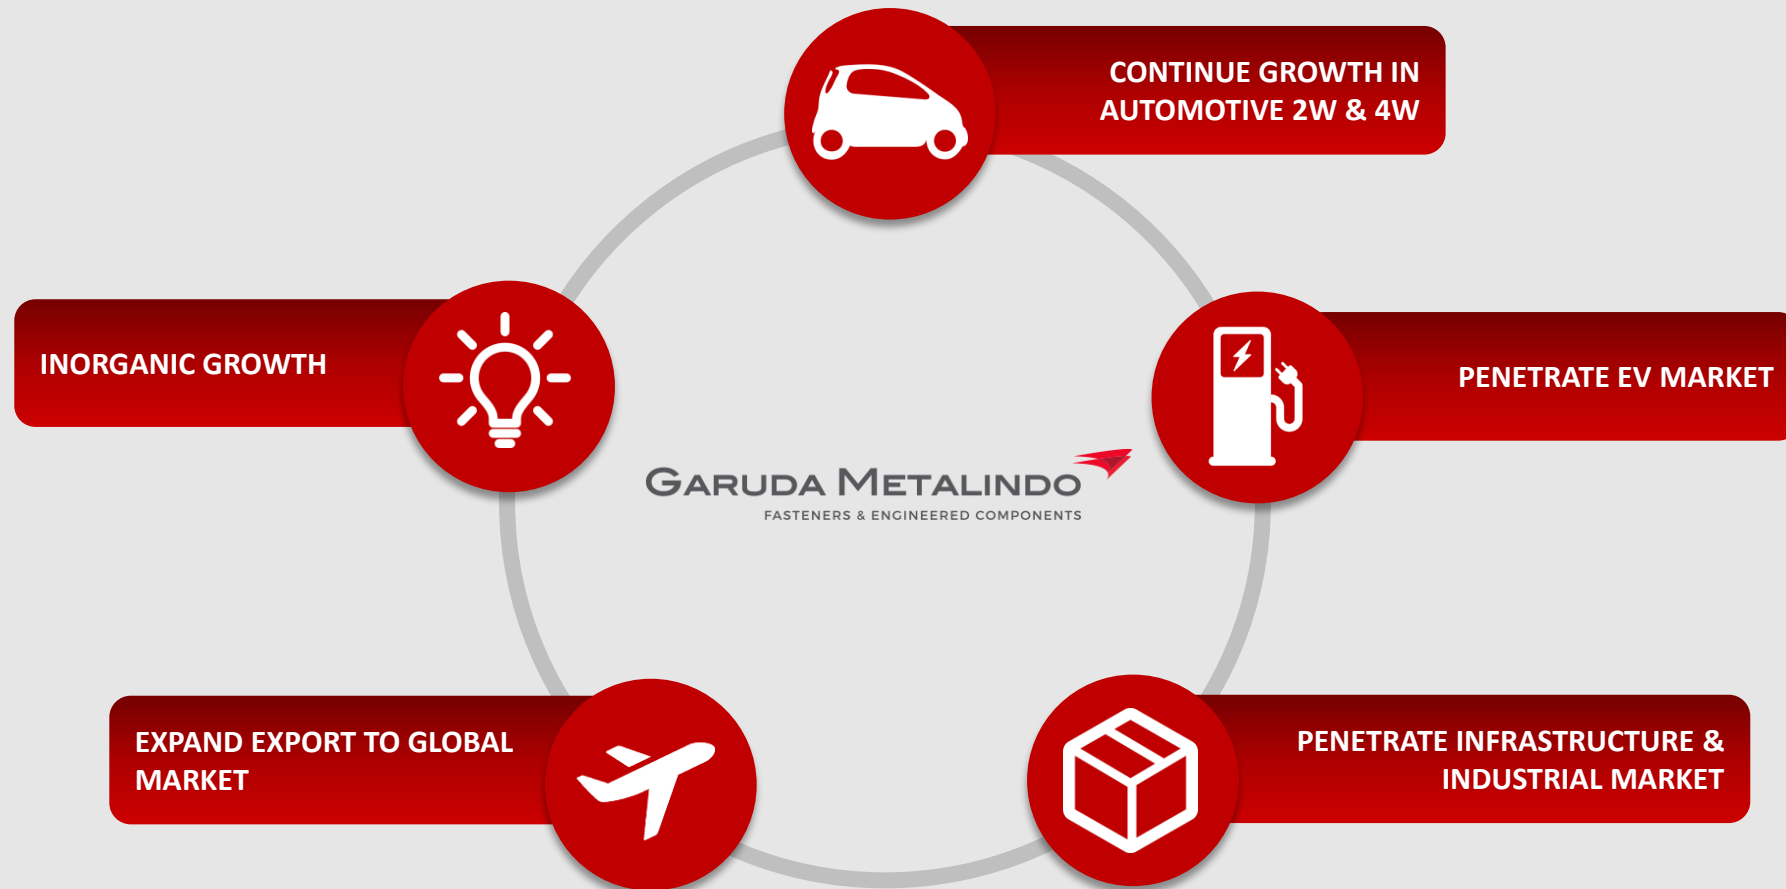 CONTINUE GROWTH IN
AUTOMOTIVE 2W & 4W
INORGANIC GROWTH
PENETRATE EV MARKET
GARUDA METALINDO
FASTENERS & ENGINEERED COMPONENTS
EXPAND EXPORT TO GLOBAL
MARKET
PENETRATE INFRASTRUCTURE &
INDUSTRIAL MARKET